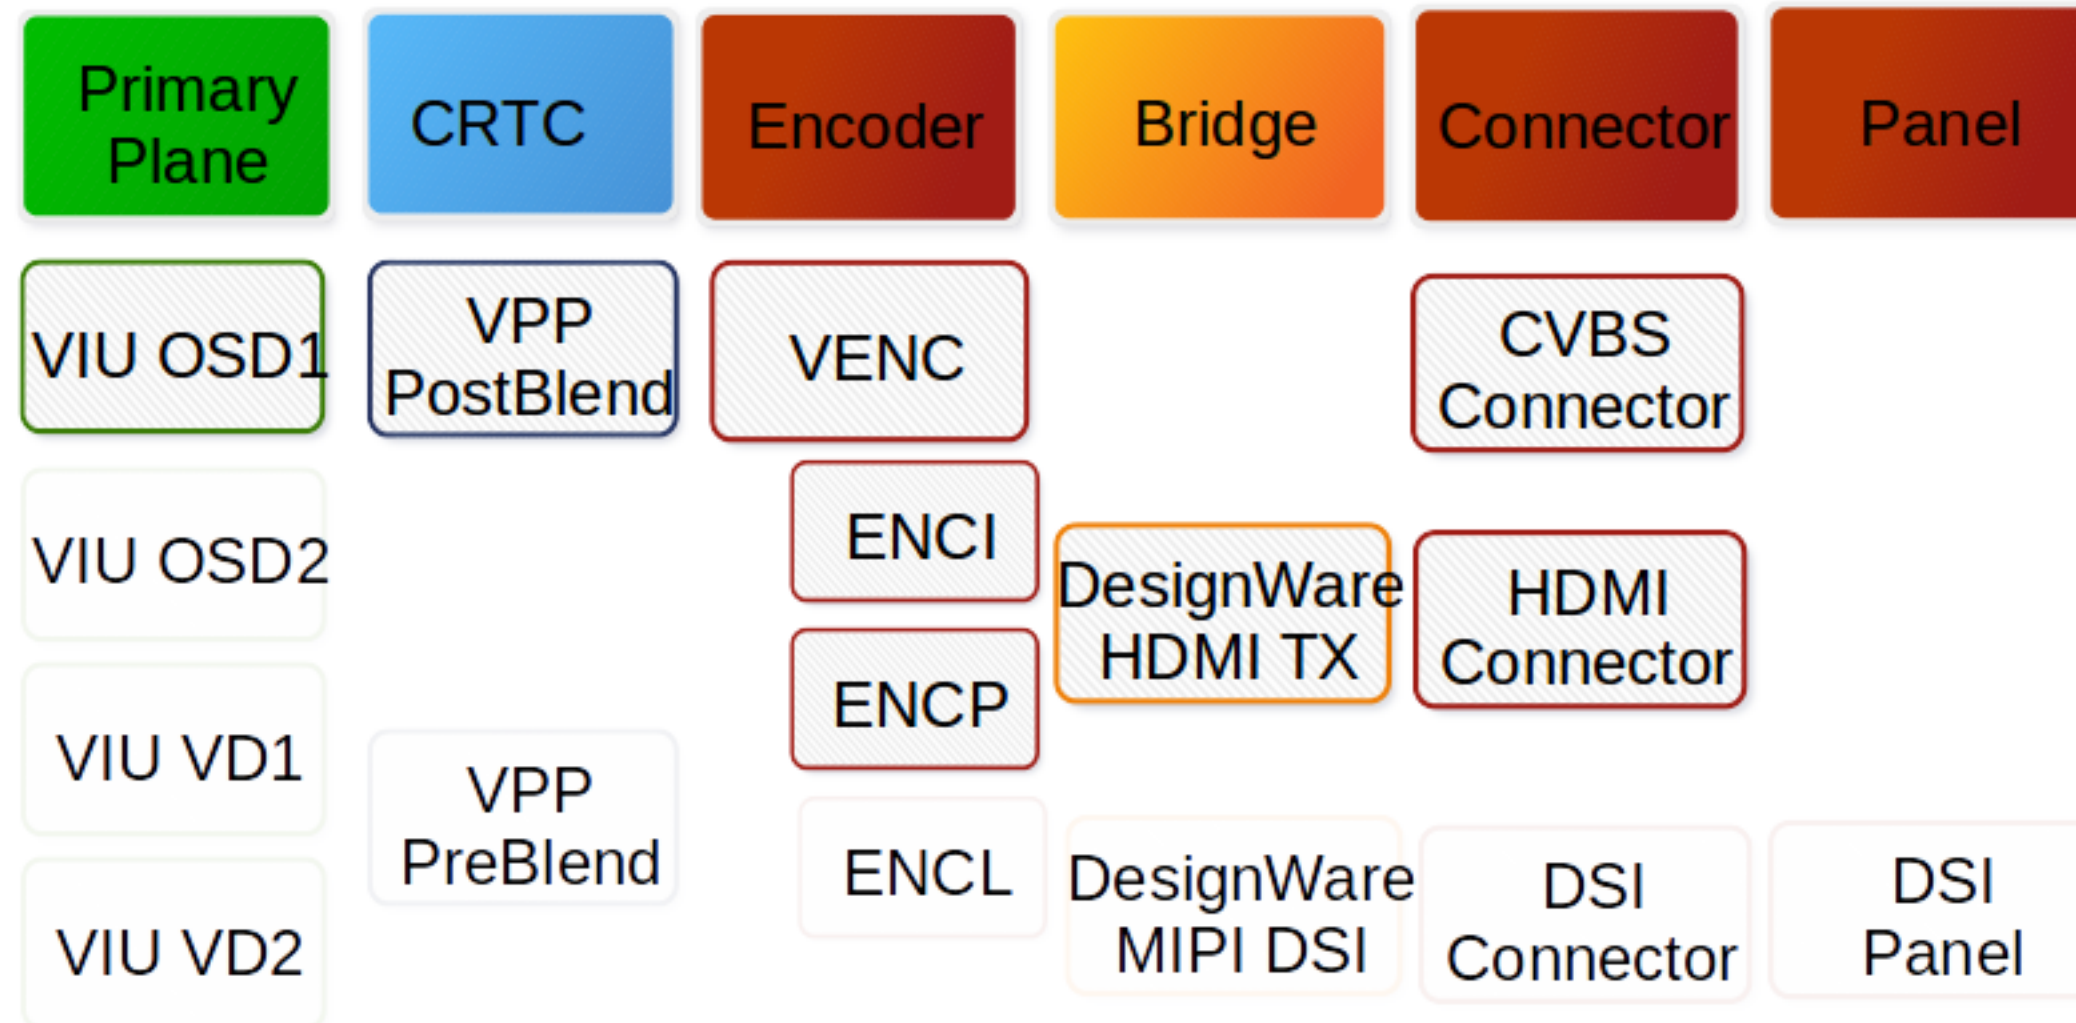 Primary
Plane
CRTC
Encoder
Bridge
Connector
Panel
VIU OSD1
VPP
PostBlend
VENC
CVBS
Connector
VIU OSD2
ENCI
DesignWare
HDMI TX
HDMI
Connector
ENCP
VIU VD1
VPP
PreBlend
ENCL
DesignWare
MIPI DSI
DSI
Connector
DSI
Panel
VIU VD2